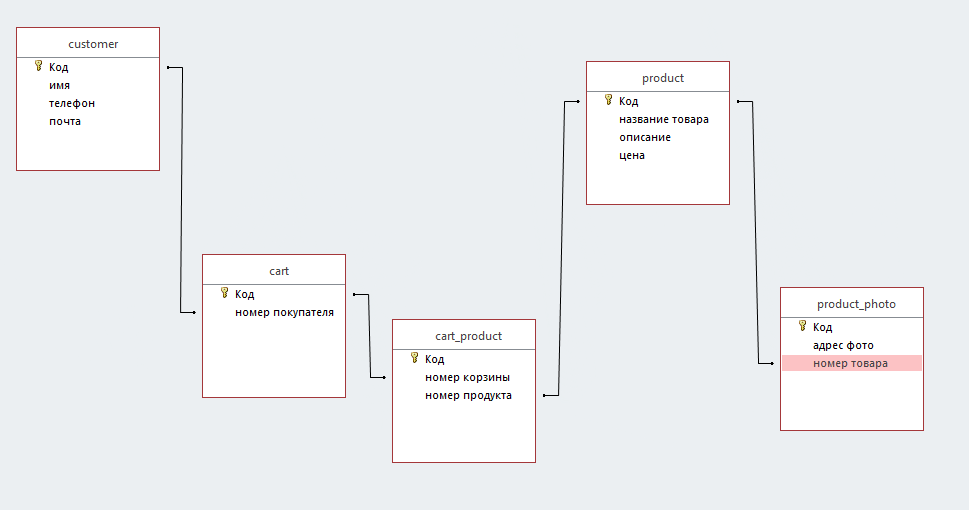 customer
Код
имя
телефон
почта
cart
Код
номер покупателя
cart_product
Код
номер корзины
номер продукта
product
Код
название товара
описание
цена
product_photo
Код
адрес фото
номер товара